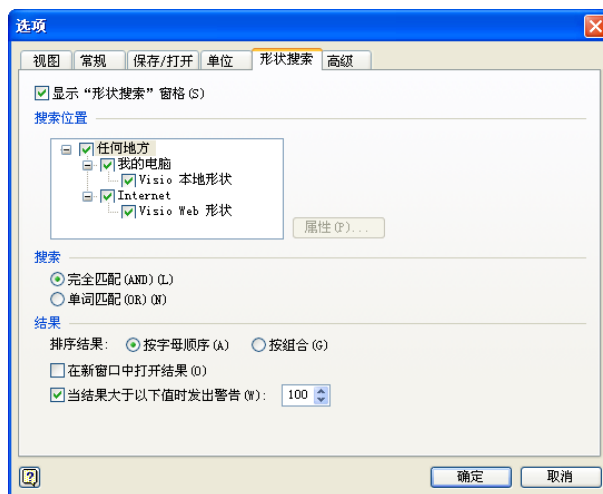 选项
视图 常规 保存/打开 单位 形状搜索 高级
显示“形状搜索”窗格(S)
搜索位置
任何地方
我的电脑
Visio 本地形状
Internet
Visio Web 形状
属性(P)...
搜索
完全匹配(AND)(L)
单词匹配(OR)(N)
结果
排序结果: 按字母顺序(A) 按组合(G)
在新窗口中打开结果(O)
当结果大于以下值时发出警告(W): 100
? 确定 取消